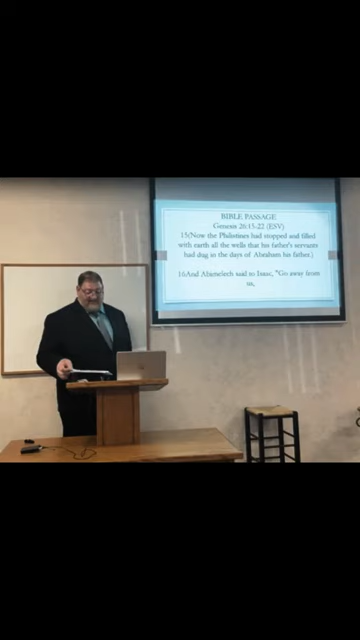 BIBLE PASSAGE
Genesis 26:15-22 (ESV)
15(Now the Philistines had stopped and filled
with earth all the wells that his father's servants
had dug in the days of Abraham his father.)
16And Abimelech said to Isaac, "Go away from
us,